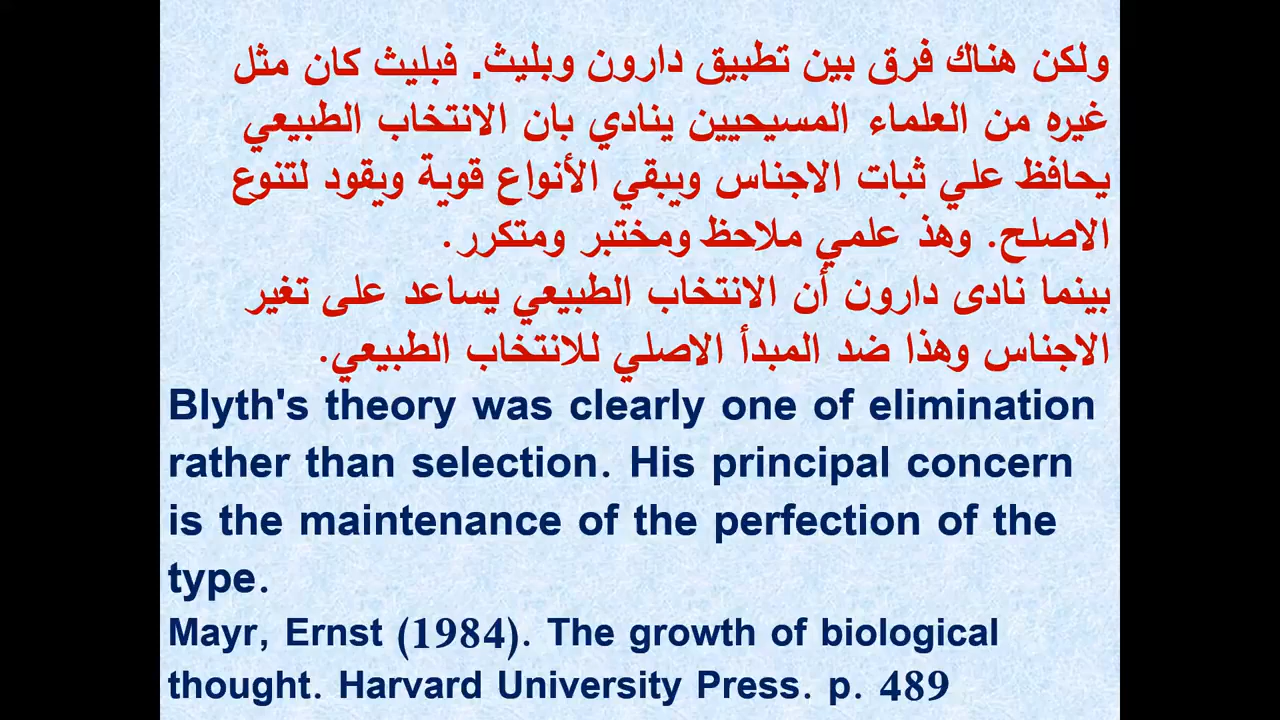 ولكن هناك فرق بين تطبيق دارون وبليث. فبليث كان مثل
غيره من العلماء المسيحيين ينادي بان الانتخاب الطبيعي
يحافظ علي ثبات الاجناس ويبقي الأنواع قوية ويقود لتنوع
الاصلح. وهذ علمي ملاحظ ومختبر ومتكرر.
بينما نادى دارون أن الانتخاب الطبيعي يساعد على تغير
الاجناس وهذا ضد المبدأ الاصلي للانتخاب الطبيعي.
Blyth's theory was clearly one of elimination
rather than selection. His principal concern
is the maintenance of the perfection of the
type.
Mayr, Ernst (1984). The growth of biological
thought. Harvard University Press. p. 489